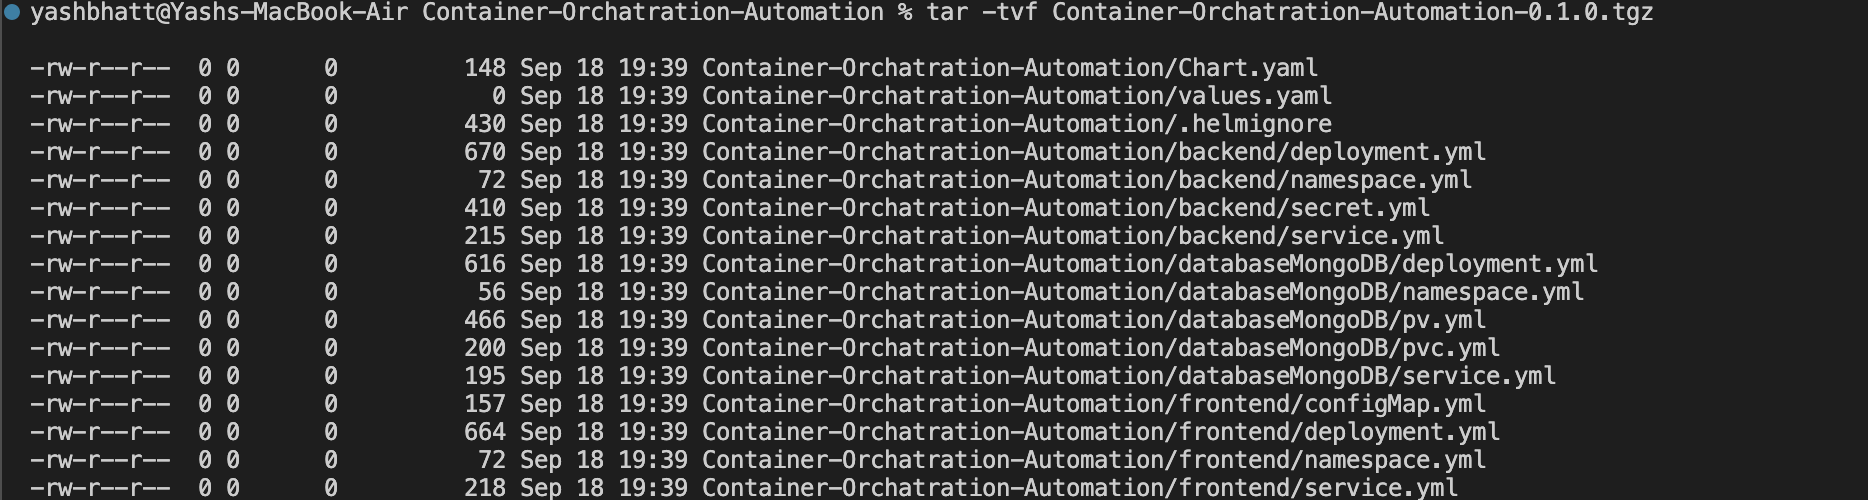 yashbhatt@Yashs-MacBook-Air Container-Orchatration-Automation % tar -tvf Container-Orchatration-Automation-0.1.0.tgz
-rw-r--r--  0 0      0         148 Sep 18 19:39 Container-Orchatration-Automation/Chart.yaml
-rw-r--r--  0 0      0           0 Sep 18 19:39 Container-Orchatration-Automation/values.yaml
-rw-r--r--  0 0      0         430 Sep 18 19:39 Container-Orchatration-Automation/.helmignore
-rw-r--r--  0 0      0         670 Sep 18 19:39 Container-Orchatration-Automation/backend/deployment.yml
-rw-r--r--  0 0      0          72 Sep 18 19:39 Container-Orchatration-Automation/backend/namespace.yml
-rw-r--r--  0 0      0         410 Sep 18 19:39 Container-Orchatration-Automation/backend/secret.yml
-rw-r--r--  0 0      0         215 Sep 18 19:39 Container-Orchatration-Automation/backend/service.yml
-rw-r--r--  0 0      0         616 Sep 18 19:39 Container-Orchatration-Automation/databaseMongoDB/deployment.yml
-rw-r--r--  0 0      0          56 Sep 18 19:39 Container-Orchatration-Automation/databaseMongoDB/namespace.yml
-rw-r--r--  0 0      0         466 Sep 18 19:39 Container-Orchatration-Automation/databaseMongoDB/pv.yml
-rw-r--r--  0 0      0         200 Sep 18 19:39 Container-Orchatration-Automation/databaseMongoDB/pvc.yml
-rw-r--r--  0 0      0         195 Sep 18 19:39 Container-Orchatration-Automation/databaseMongoDB/service.yml
-rw-r--r--  0 0      0         157 Sep 18 19:39 Container-Orchatration-Automation/frontend/configMap.yml
-rw-r--r--  0 0      0         664 Sep 18 19:39 Container-Orchatration-Automation/frontend/deployment.yml
-rw-r--r--  0 0      0          72 Sep 18 19:39 Container-Orchatration-Automation/frontend/namespace.yml
-rw-r--r--  0 0      0         218 Sep 18 19:39 Container-Orchatration-Automation/frontend/service.yml